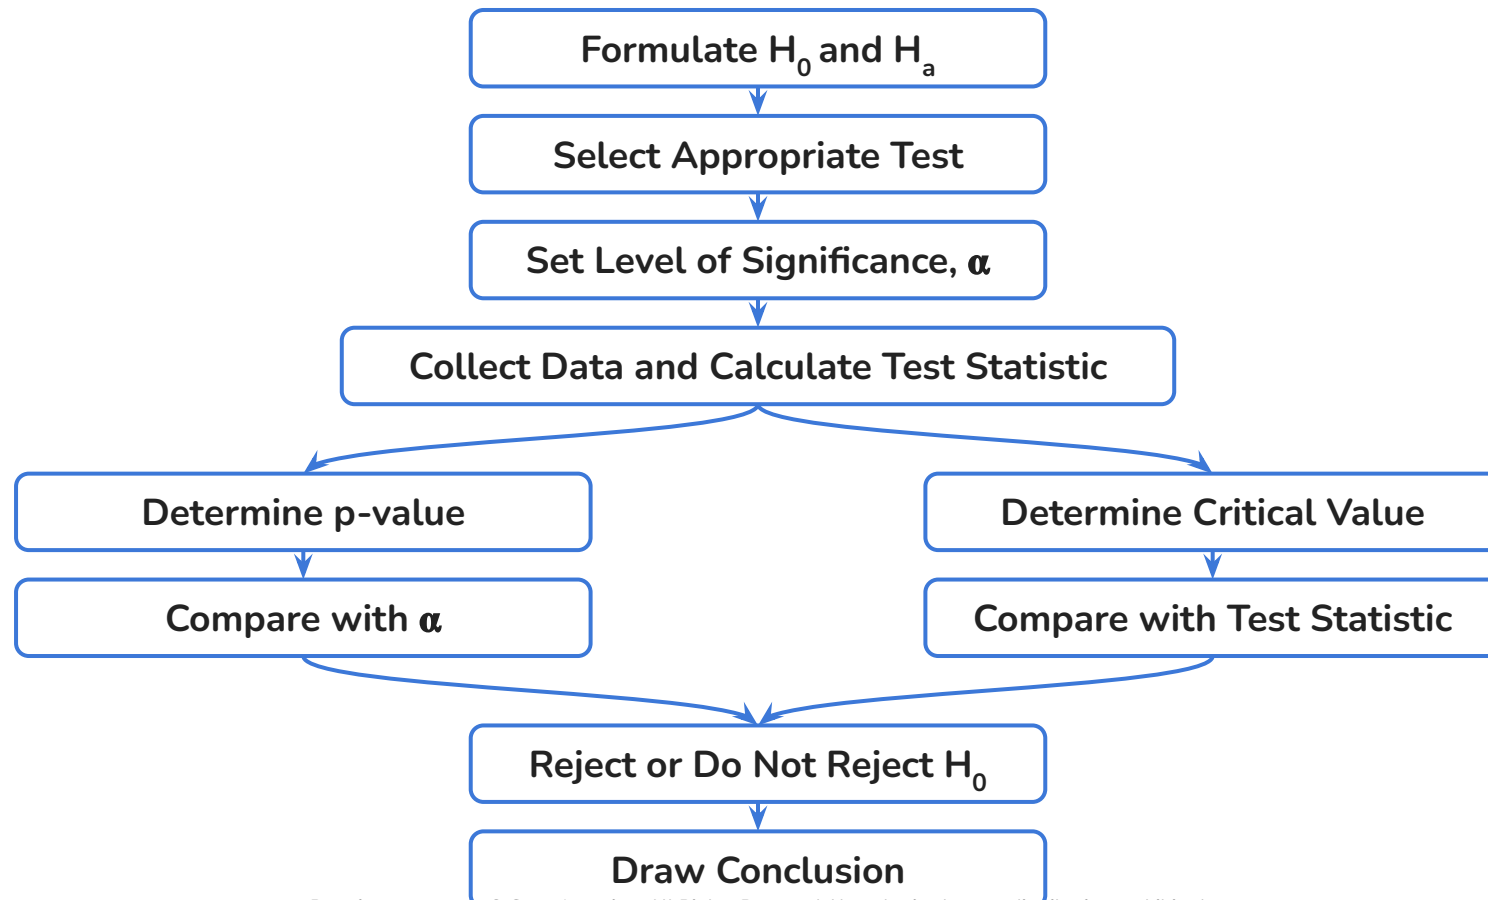 Formulate H₀ and Hₐ
Select Appropriate Test
Set Level of Significance, α
Collect Data and Calculate Test Statistic
Determine p-value
Determine Critical Value
Compare with α
Compare with Test Statistic
Reject or Do Not Reject H₀
Draw Conclusion